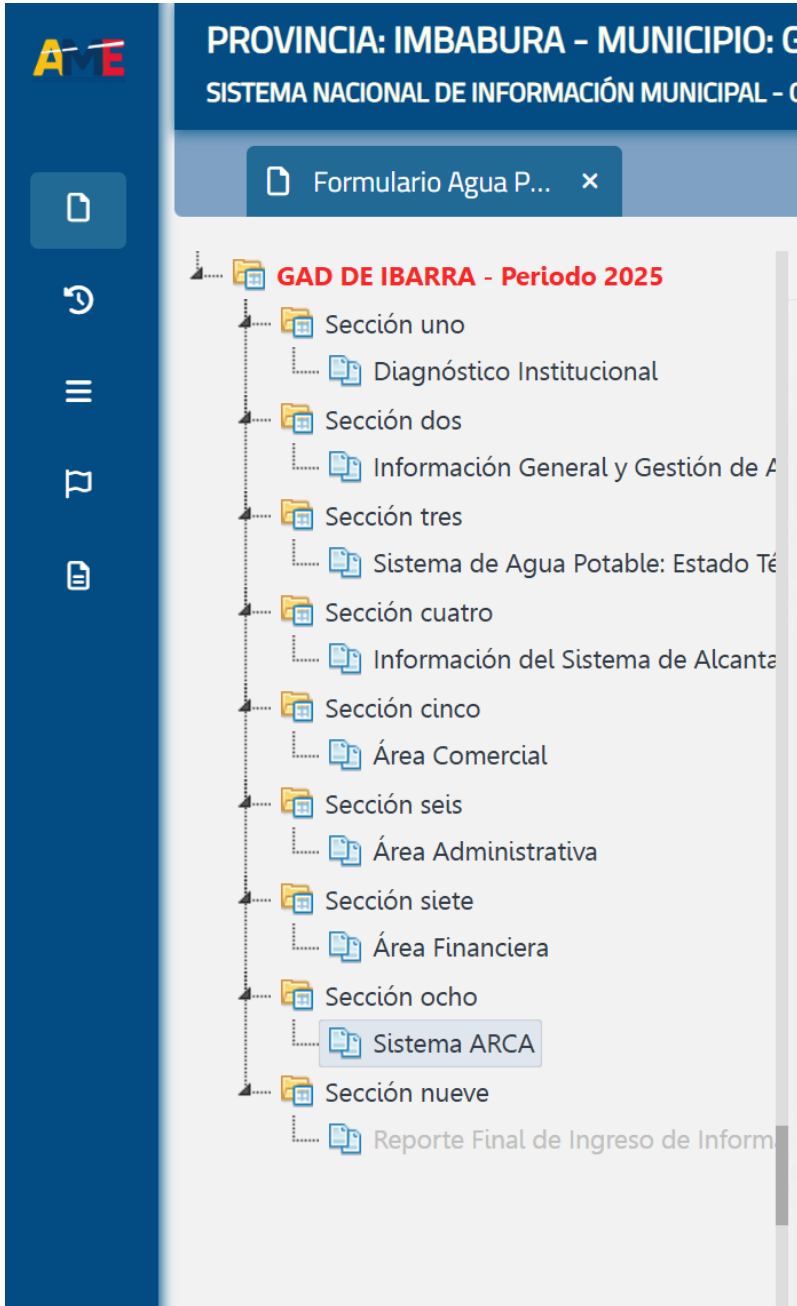 AME
PROVINCIA: IMBABURA - MUNICIPIO:
SISTEMA NACIONAL DE INFORMACIÓN MUNICIPAL -
Formulario Agua P... ×
GAD DE IBARRA - Periodo 2025
Sección uno
Diagnóstico Institucional
Sección dos
Información General y Gestión de
Sección tres
Sistema de Agua Potable: Estado Té
Sección cuatro
Información del Sistema de Alcanta
Sección cinco
Área Comercial
Sección seis
Área Administrativa
Sección siete
Área Financiera
Sección ocho
Sistema ARCA
Sección nueve
Reporte Final de Ingreso de Inform